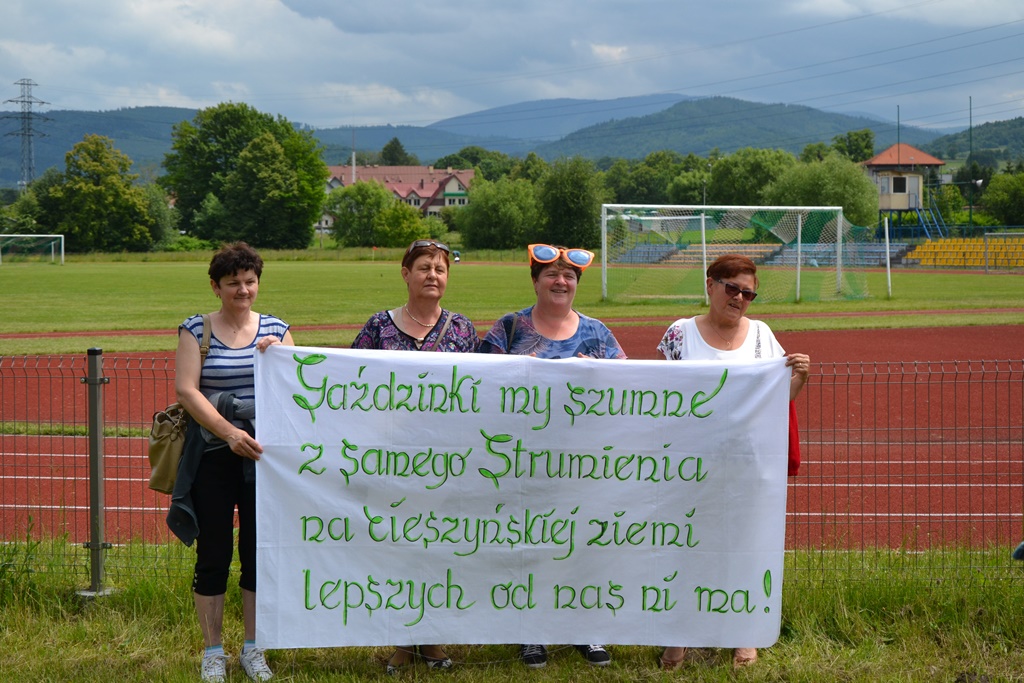 Gaździnki my szumne
z samego Strumienia
na cieszyńskiej ziemi
lepszych od nas ni ma!